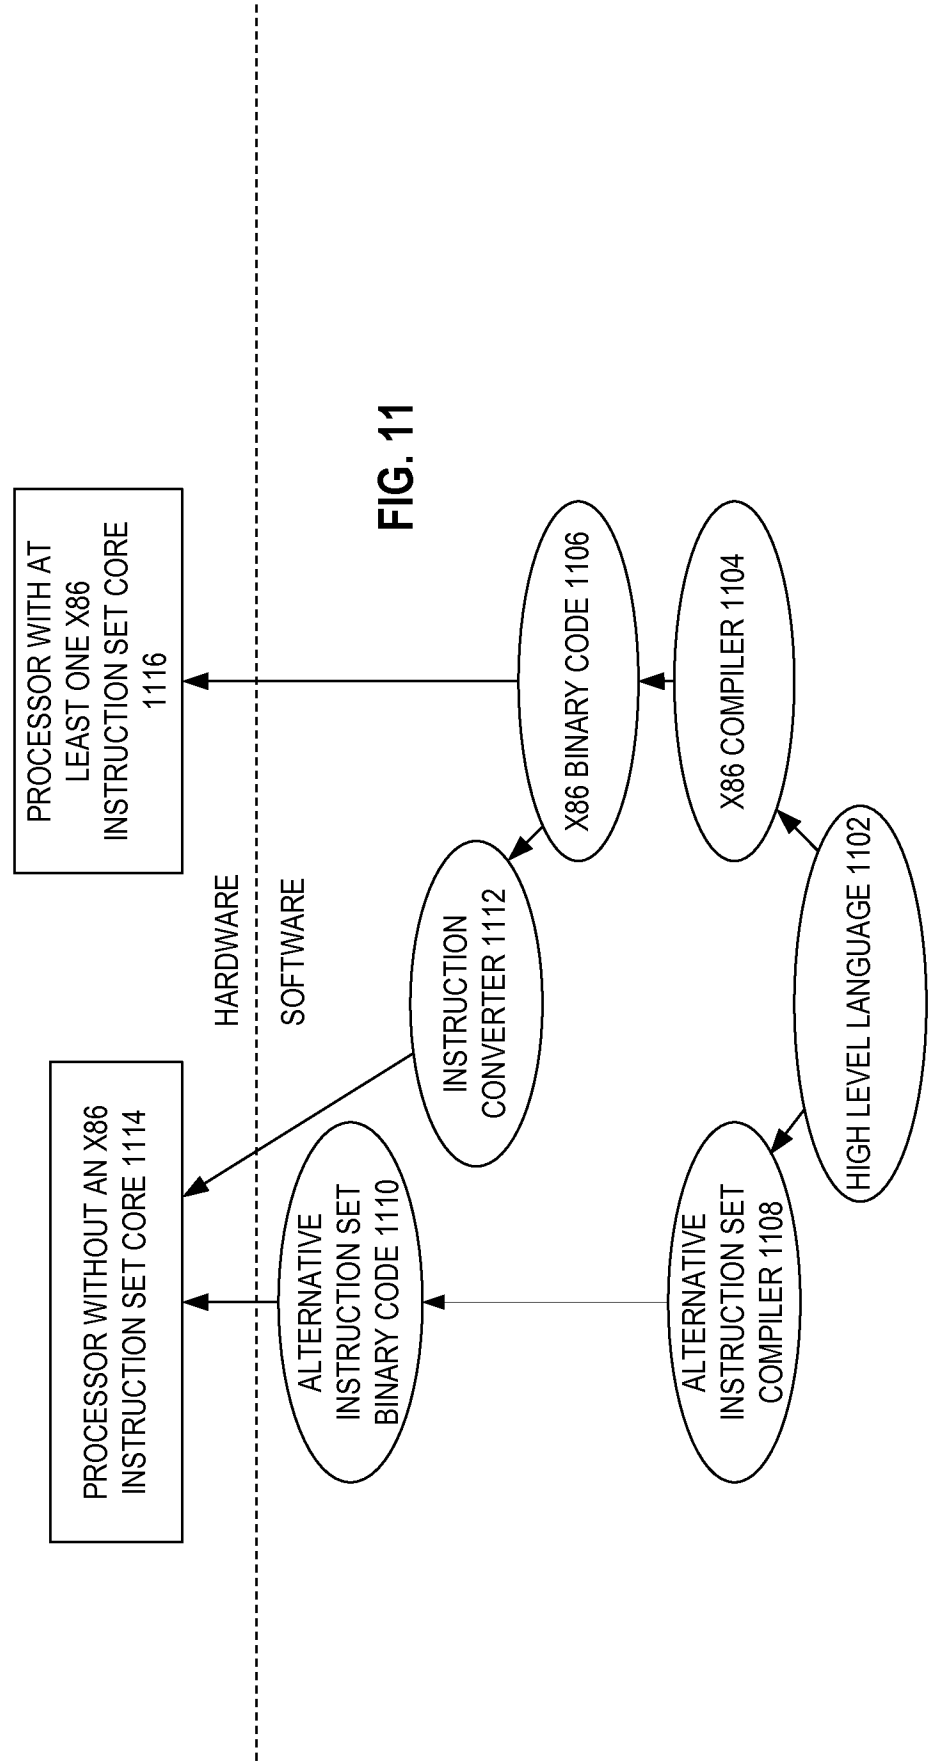 PROCESSOR WITHOUT AN X86
INSTRUCTION SET CORE 1114
PROCESSOR WITH AT
LEAST ONE X86
INSTRUCTION SET CORE
1116
HARDWARE
SOFTWARE
ALTERNATIVE
INSTRUCTION SET
BINARY CODE 1110
INSTRUCTION
CONVERTER 1112
FIG. 11
X86 BINARY CODE 1106
ALTERNATIVE
INSTRUCTION SET
COMPILER 1108
X86 COMPILER 1104
HIGH LEVEL LANGUAGE 1102